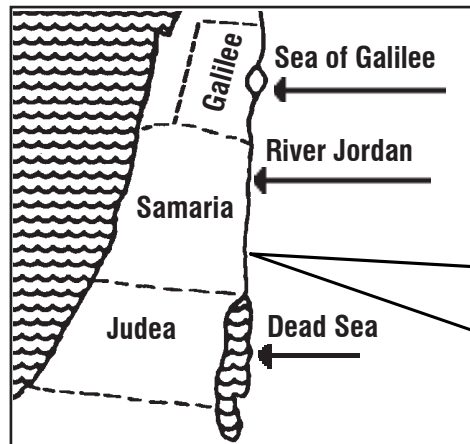 Sea of Galilee
Galilee
River Jordan
Samaria
Judea
Dead Sea